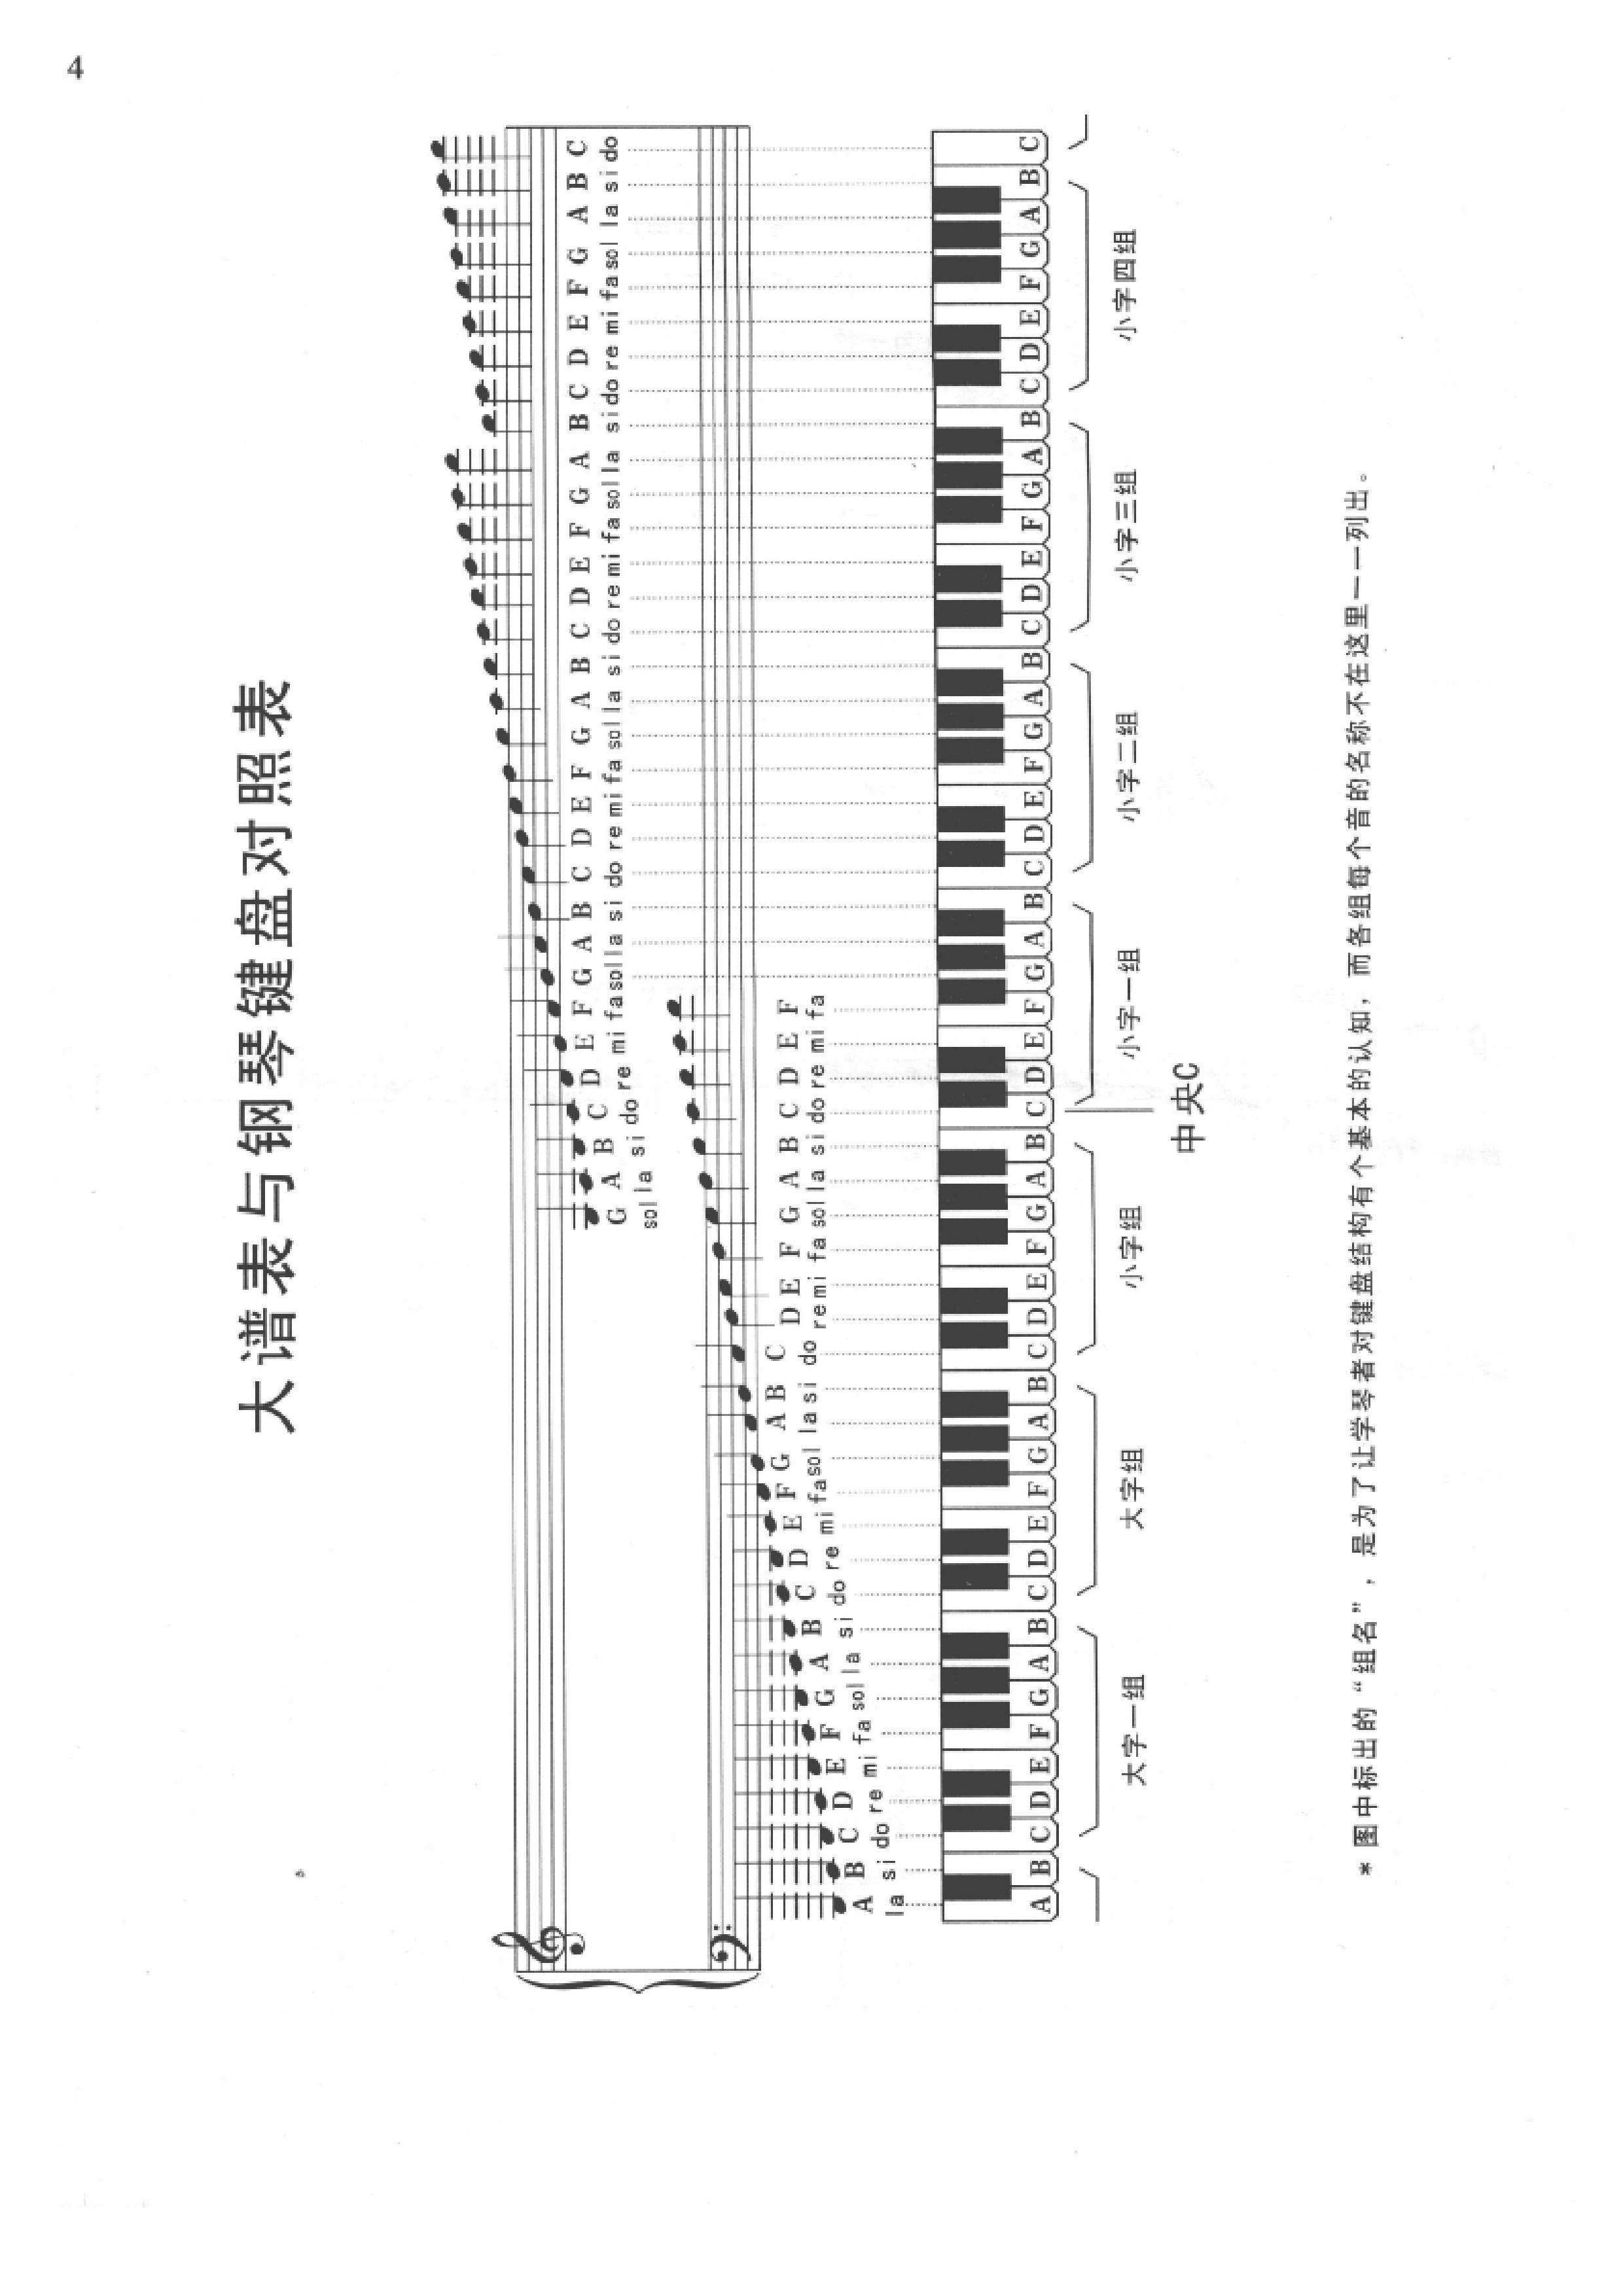 4
大谱表与钢琴键盘对照表
G A B C D E F G A B C D E F G A B C D E F G A B C D E F G A B C
sol la si do re mi fa sol la si do re mi fa sol la si do re mi fa sol la si do re mi fa sol la si do
A B C D E F G A B C D E F G A B C D E F G A B C D E F
la si do re mi fa sol la si do re mi fa sol la si do re mi fa sol la si do re mi fa
A B C D E F G A B C D E F G A B C D E F G A B C D E F G A B C D E F G A B C D E F G A B C D E F G A B C
大字一组 大字组 小字组 小字一组 小字二组 小字三组 小字四组
中央C
*图中标出的“组名”，是为了让学琴者对键盘结构有个基本的认知，而各组每个音的名称不在这里一一列出。